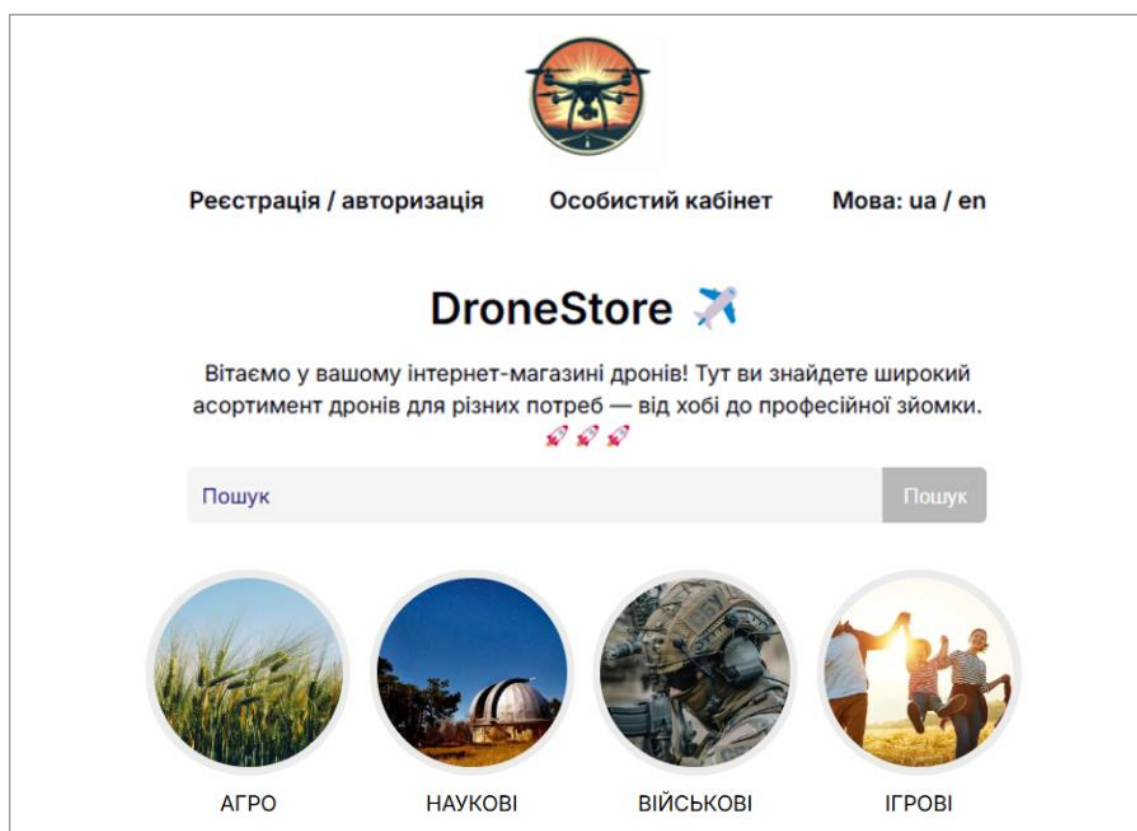 Реєстрація / авторизація Особистий кабінет Мова: ua / en
DroneStore ✈️
Вітаємо у вашому інтернет-магазині дронів! Тут ви знайдете широкий
асортимент дронів для різних потреб — від хобі до професійної зйомки.
🚀 🚀 🚀
Пошук Пошук
АГРО НАУКОВІ ВІЙСЬКОВІ ІГРОВІ